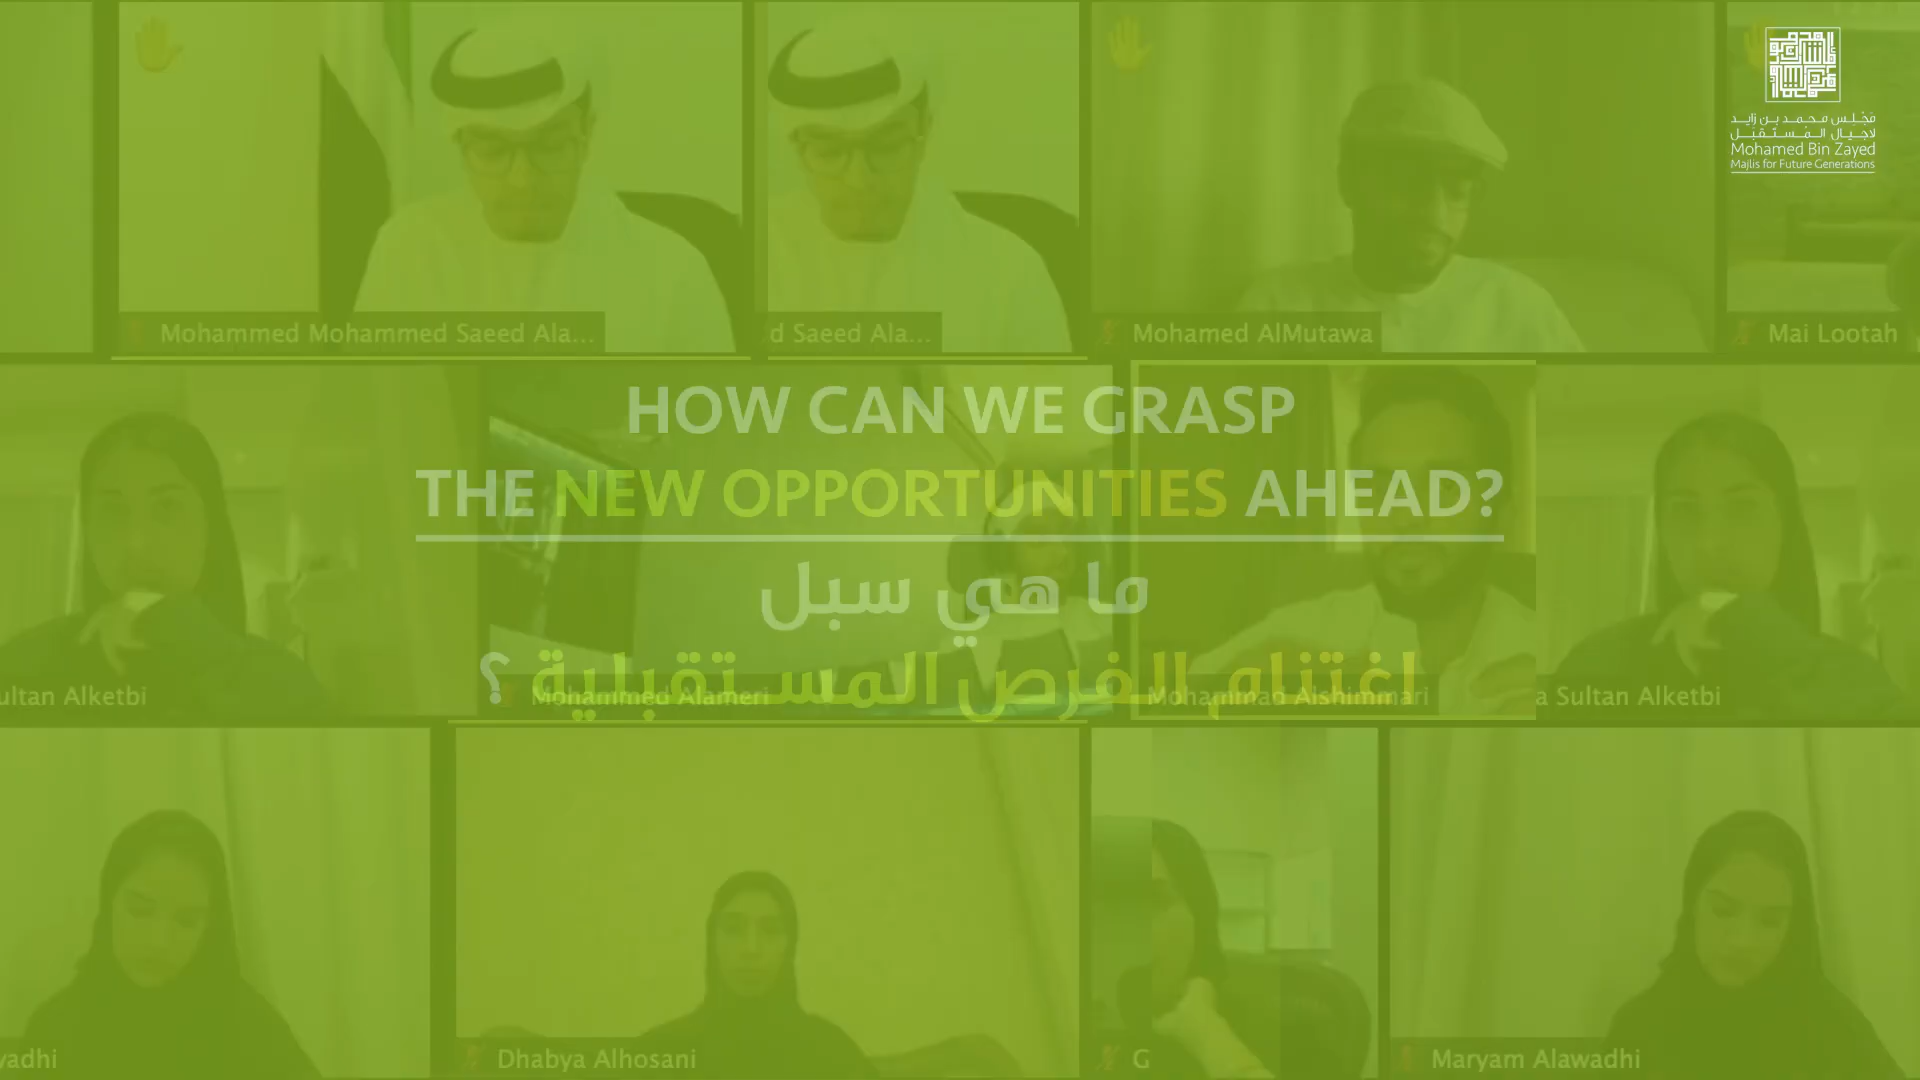 مجلس محمد بن زايد
لأجيال المستقبل
Mohamed Bin Zayed
Majlis for Future Generations
Mohammed Mohammed Saeed Ala...
d Saeed Ala...
Mohamed AlMutawa
Mai Lootah
HOW CAN WE GRASP
THE NEW OPPORTUNITIES AHEAD?
ما هي سبل
اغتنام الفرص المستقبلية ؟
ultan Alketbi
Mohammed Alameri
Mohammad Alshimmari
a Sultan Alketbi
vadhi
Dhabya Alhosani
G
Maryam Alawadhi